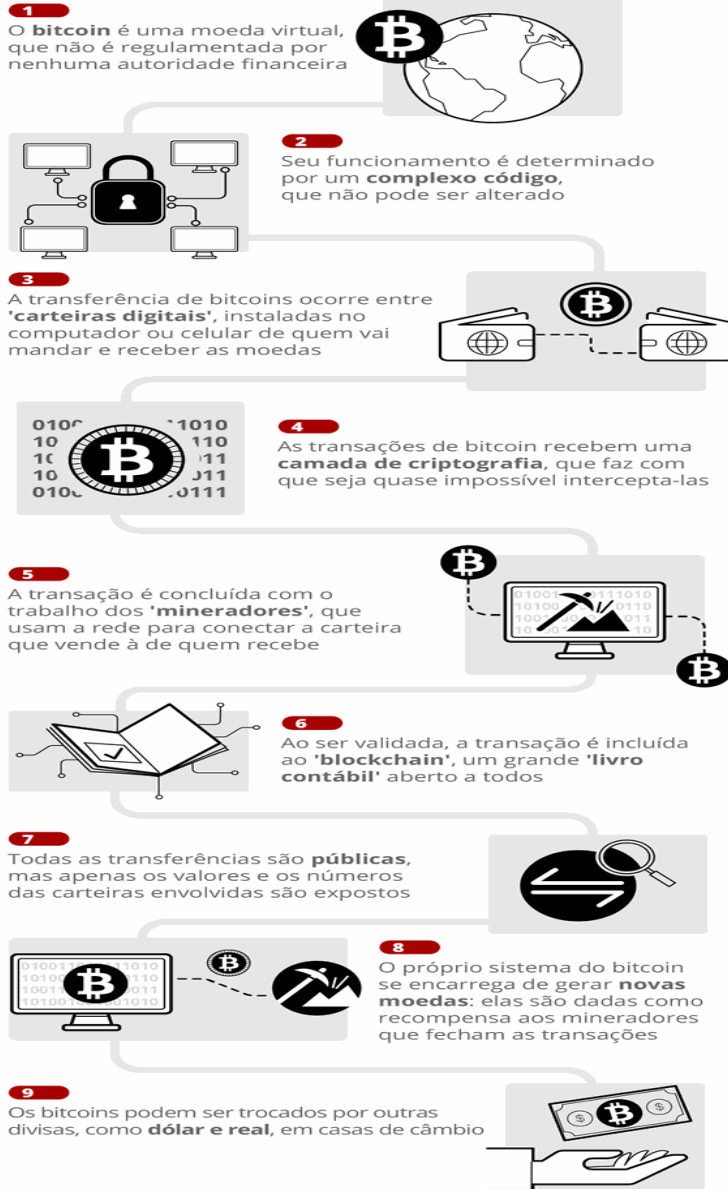 1
O bitcoin é uma moeda virtual,
que não é regulamentada por
nenhuma autoridade financeira
2
Seu funcionamento é determinado
por um complexo código,
que não pode ser alterado
3
A transferência de bitcoins ocorre entre
'carteiras digitais', instaladas no
computador ou celular de quem vai
mandar e receber as moedas
4
As transações de bitcoin recebem uma
camada de criptografia, que faz com
que seja quase impossível intercepta-las
5
A transação é concluída com o
trabalho dos 'mineradores', que
usam a rede para conectar a carteira
que vende à de quem recebe
6
Ao ser validada, a transação é incluída
ao 'blockchain', um grande 'livro
contábil' aberto a todos
7
Todas as transferências são públicas,
mas apenas os valores e os números
das carteiras envolvidas são expostos
8
O próprio sistema do bitcoin
se encarrega de gerar novas
moedas: elas são dadas como
recompensa aos mineradores
que fecham as transações
9
Os bitcoins podem ser trocados por outras
divisas, como dólar e real, em casas de câmbio